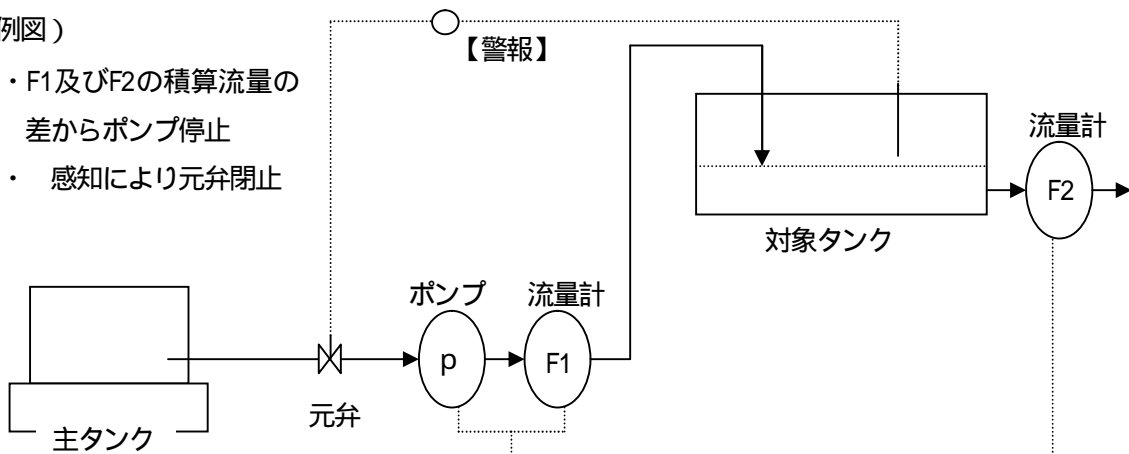 例図）
・F1及びF2の積算流量の
差からポンプ停止
・　感知により元弁閉止
【警報】
流量計
F2
対象タンク
ポンプ
流量計
p
F1
元弁
主タンク